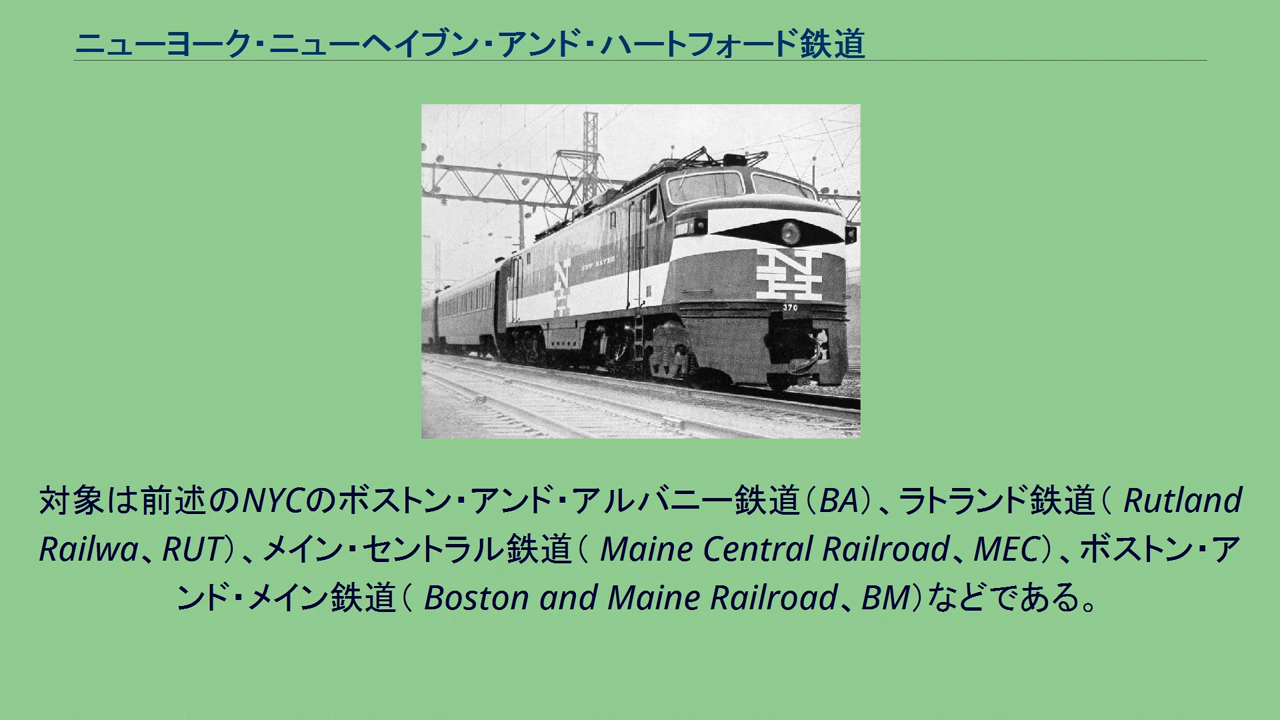 ニューヨーク・ニューヘイブン・アンド・ハートフォード鉄道
NEW HAVEN
N
H
N
H
370
対象は前述のNYCのボストン・アンド・アルバニー鉄道（BA）、ラトランド鉄道（ Rutland
Railwa、RUT）、メイン・セントラル鉄道（ Maine Central Railroad、MEC）、ボストン・ア
ンド・メイン鉄道（ Boston and Maine Railroad、BM）などである。